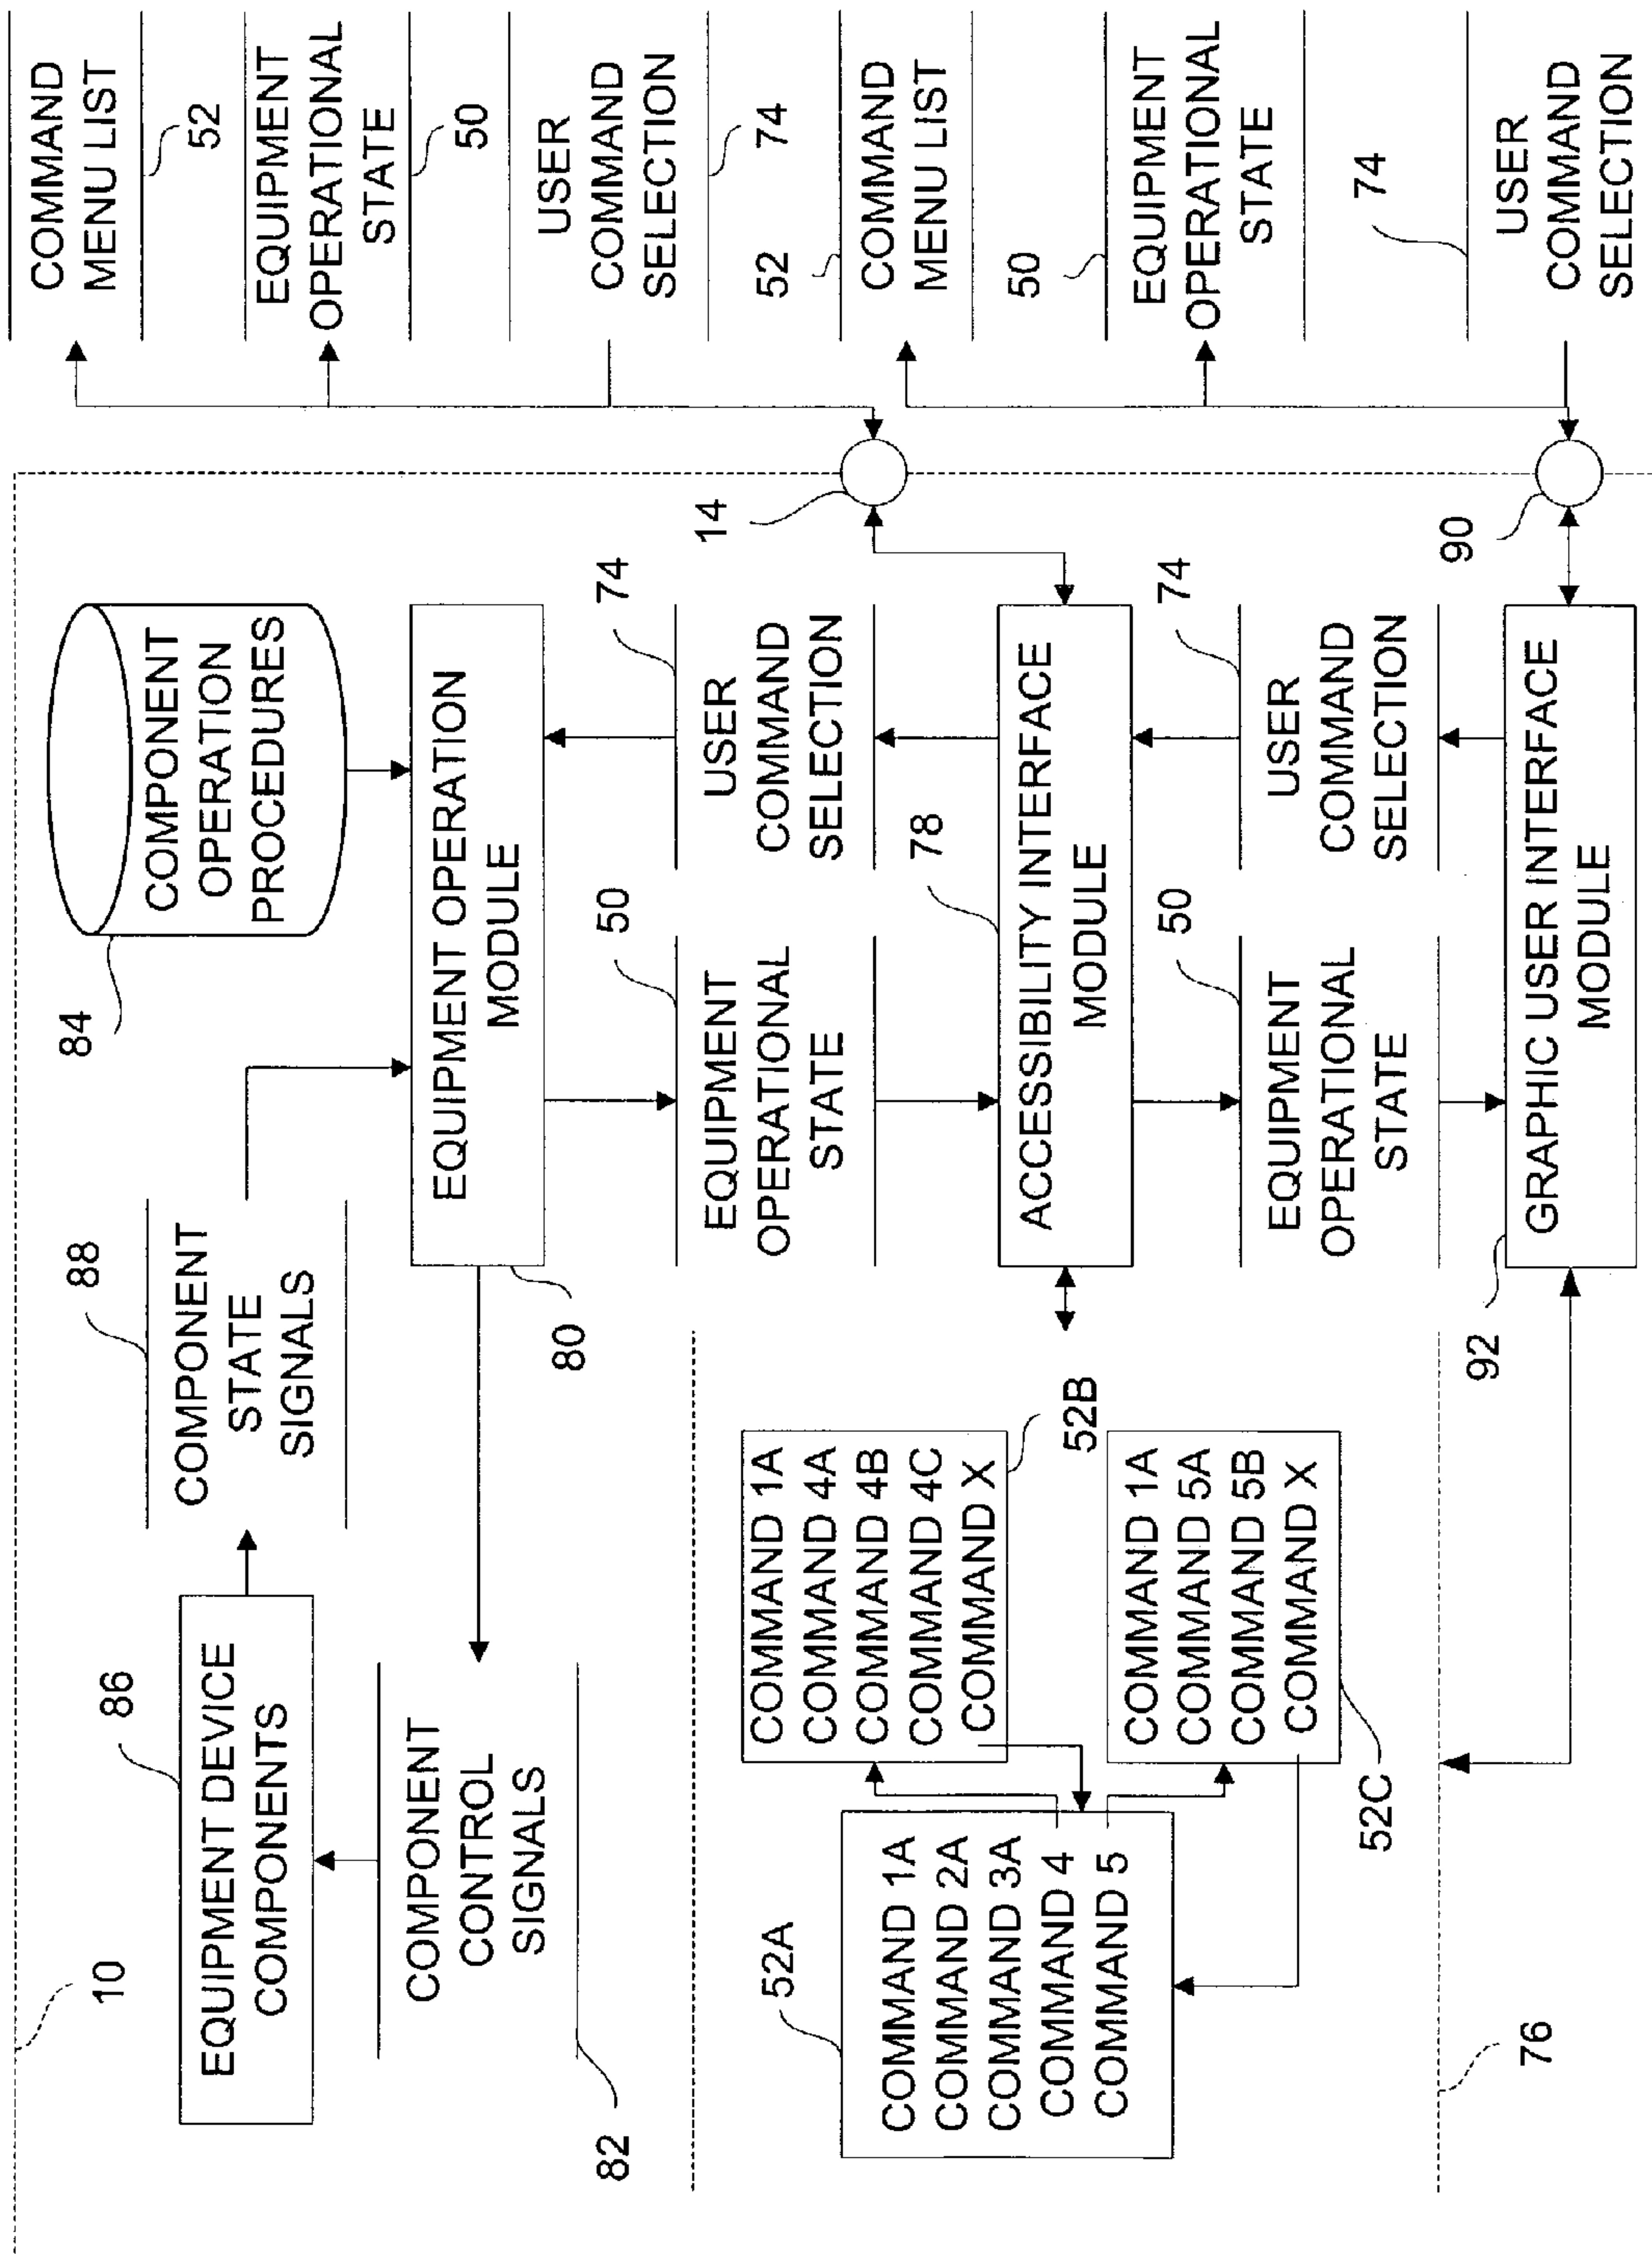 10
EQUIPMENT DEVICE
COMPONENTS
86
COMPONENT
STATE
SIGNALS
88
84
COMPONENT
OPERATION
PROCEDURES
COMMAND
MENU LIST
52
EQUIPMENT
OPERATIONAL
STATE
50
USER
COMMAND
SELECTION
74
COMPONENT
CONTROL
SIGNALS
82
EQUIPMENT OPERATION
MODULE
80
EQUIPMENT
OPERATIONAL
STATE
50
USER
COMMAND
SELECTION
74
14
52A
COMMAND 1A
COMMAND 2A
COMMAND 3A
COMMAND 4
COMMAND 5
COMMAND 1A
COMMAND 4A
COMMAND 4B
COMMAND 4C
COMMAND X
52B
COMMAND 1A
COMMAND 5A
COMMAND 5B
COMMAND X
52C
78
ACCESSIBILITY INTERFACE
MODULE
52
COMMAND
MENU LIST
50
EQUIPMENT
OPERATIONAL
STATE
74
USER
COMMAND
SELECTION
EQUIPMENT
OPERATIONAL
STATE
50
USER
COMMAND
SELECTION
74
76
92
GRAPHIC USER INTERFACE
MODULE
90